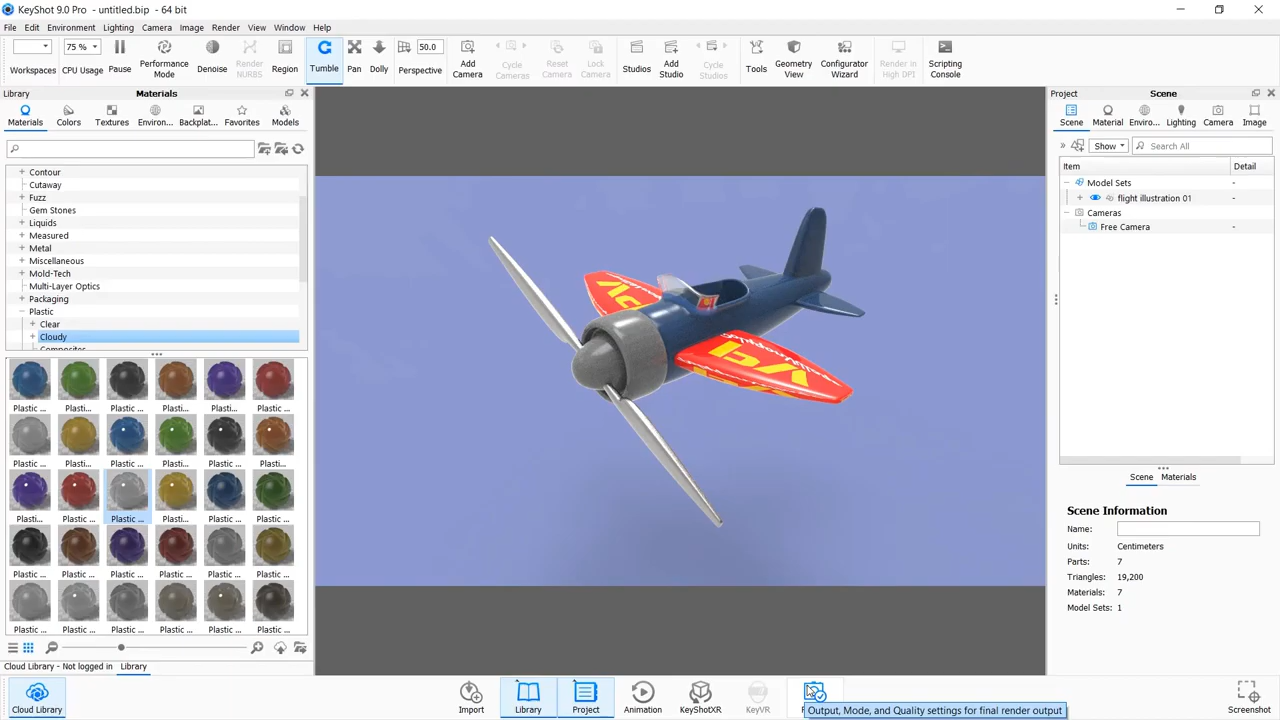 KeyShot 9.0 Pro - untitled.bip - 64 bit
File Edit Environment Lighting Camera Image Render View Window Help
75 %
50.0
Workspaces CPU Usage Pause Performance Mode Denoise Render NURBS Region Tumble Pan Dolly Perspective Add Camera Cycle Cameras Reset Camera Lock Camera Studios Add Studio Cycle Studios Tools Geometry View Configurator Wizard Render in High DPI Scripting Console
Library Materials
Materials Colors Textures Environ... Backplat... Favorites Models
Contour
Cutaway
Fuzz
Gem Stones
Liquids
Measured
Metal
Miscellaneous
Mold-Tech
Multi-Layer Optics
Packaging
Plastic
Clear
Cloudy
Composites
Plastic ... Plasti... Plastic ... Plastic ... Plasti... Plastic ...
Plastic ... Plasti... Plastic ... Plastic ... Plastic ... Plasti...
Plasti... Plastic ... Plastic ... Plasti... Plastic ... Plastic ...
Plastic ... Plastic ... Plastic ... Plastic ... Plastic ... Plastic ...
Plastic ... Plastic ... Plastic ... Plastic ... Plastic ... Plastic ...
Cloud Library - Not logged in Library
Project Scene
Scene Material Enviro... Lighting Camera Image
Show
Search All
Item Detail
Model Sets -
flight illustration 01 -
Cameras
Free Camera -
Scene Materials
Scene Information
Name:
Units: Centimeters
Parts: 7
Triangles: 19,200
Materials: 7
Model Sets: 1
Cloud Library Import Library Project Animation KeyShotXR KeyVR Screenshot
Output, Mode, and Quality settings for final render output